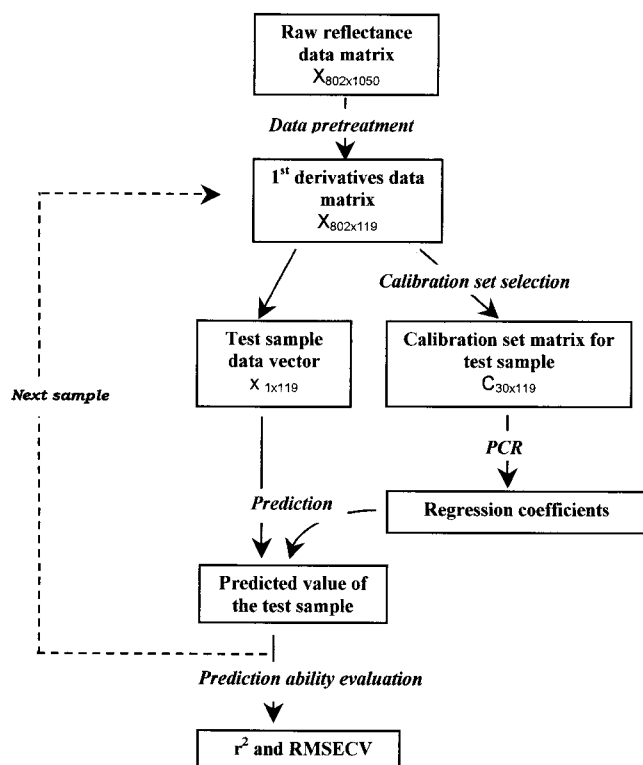 Raw reflectance
data matrix
X802x1050
Data pretreatment
1st derivatives data
matrix
X802x119
Calibration set selection
Test sample
data vector
x 1x119
Calibration set matrix for
test sample
C30x119
Next sample
PCR
Prediction
Regression coefficients
Predicted value of
the test sample
Prediction ability evaluation
r² and RMSECV